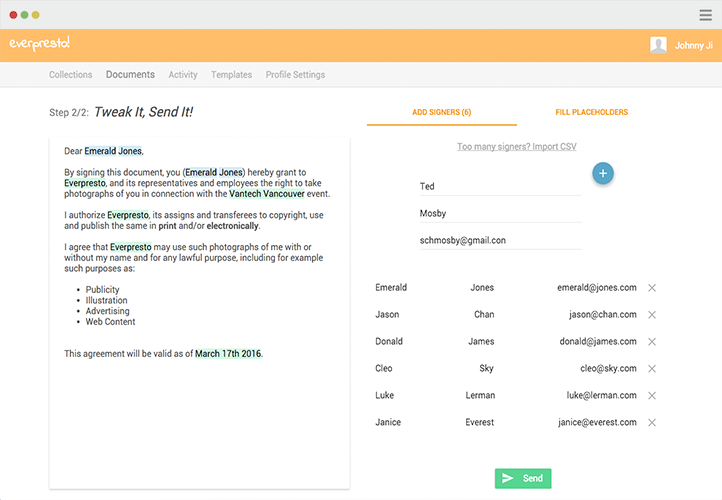 everpresto!
Johnny Ji
Collections Documents Activity Templates Profile Settings
Step 2/2: Tweak It, Send It!
ADD SIGNERS (6) FILL PLACEHOLDERS
Dear Emerald Jones,
By signing this document, you (Emerald Jones) hereby grant to
Everpresto, and its representatives and employees the right to take
photographs of you in connection with the Vantech Vancouver event.
I authorize Everpresto, its assigns and transferees to copyright, use
and publish the same in print and/or electronically.
I agree that Everpresto may use such photographs of me with or
without my name and for any lawful purpose, including for example
such purposes as:
• Publicity
• Illustration
• Advertising
• Web Content
This agreement will be valid as of March 17th 2016.
Too many signers? Import CSV
+
Ted
Mosby
schmosby@gmail.con
Emerald Jones emerald@jones.com
Jason Chan jason@chan.com
Donald James donald@james.com
Cleo Sky cleo@sky.com
Luke Lerman luke@lerman.com
Janice Everest janice@everest.com
Send